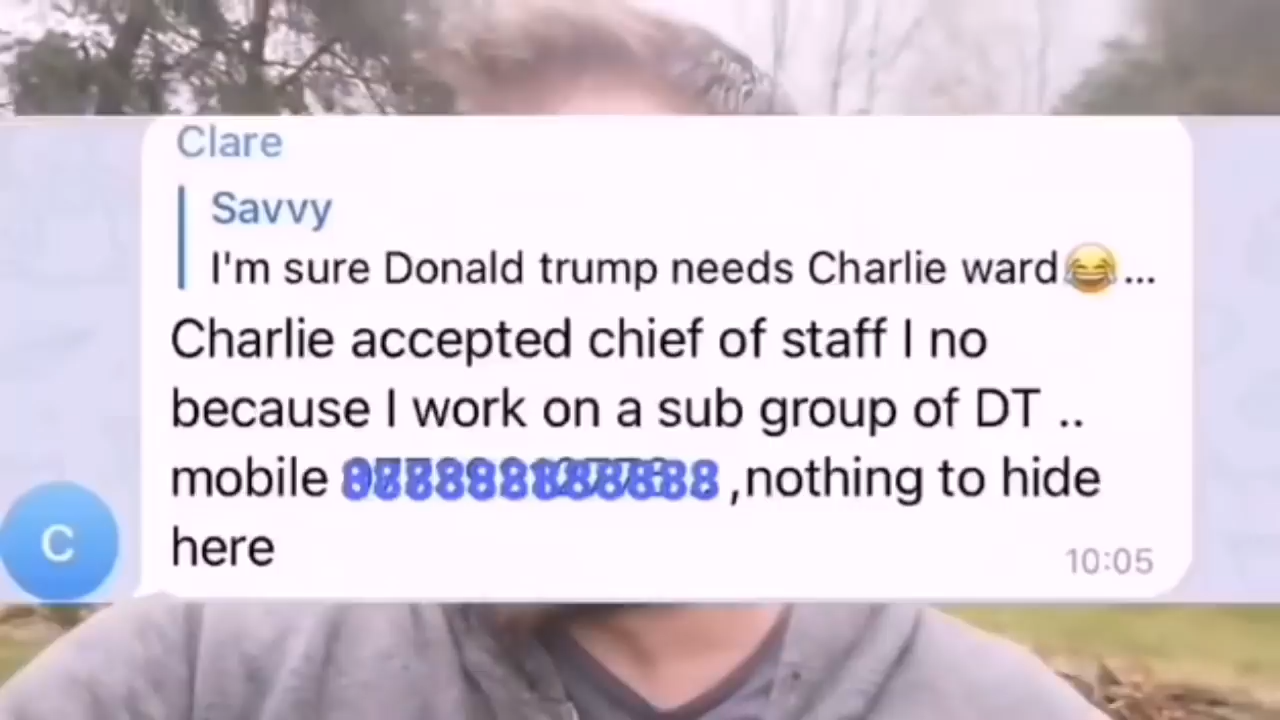 Clare
Savvy
I'm sure Donald trump needs Charlie ward😂...
Charlie accepted chief of staff I no
because I work on a sub group of DT ..
mobile ,nothing to hide
here
C
10:05